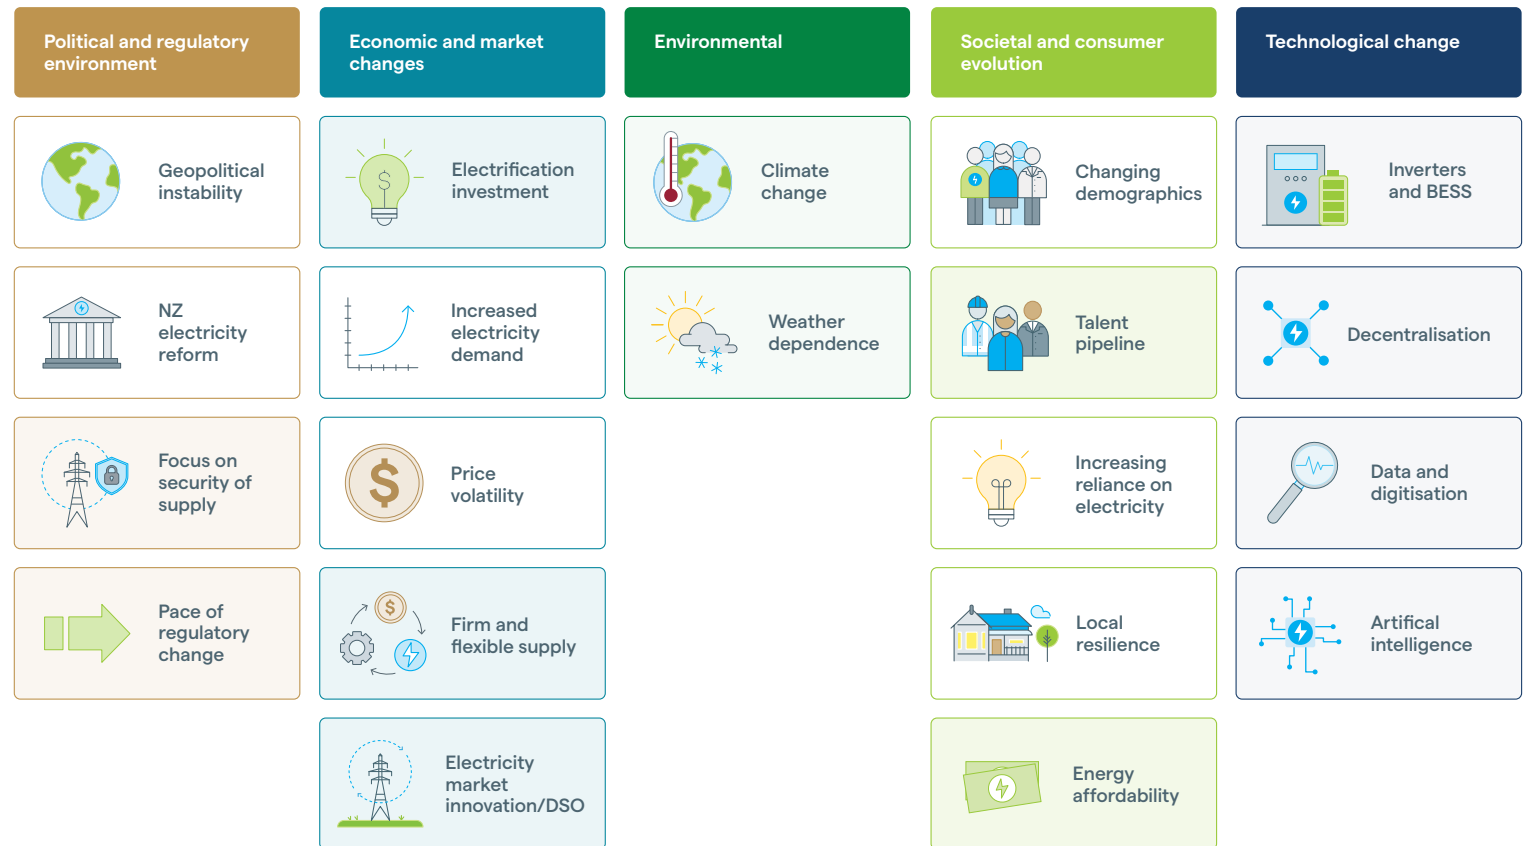 Political and regulatory
environment
Economic and market
changes
Environmental
Societal and consumer
evolution
Technological change
Geopolitical
instability
Electrification
investment
Climate
change
Changing
demographics
Inverters
and BESS
NZ
electricity
reform
Increased
electricity
demand
Weather
dependence
Talent
pipeline
Decentralisation
Focus on
security of
supply
Price
volatility
Increasing
reliance on
electricity
Data and
digitisation
Pace of
regulatory
change
Firm and
flexible supply
Local
resilience
Artifical
intelligence
Electricity
market
innovation/DSO
Energy
affordability